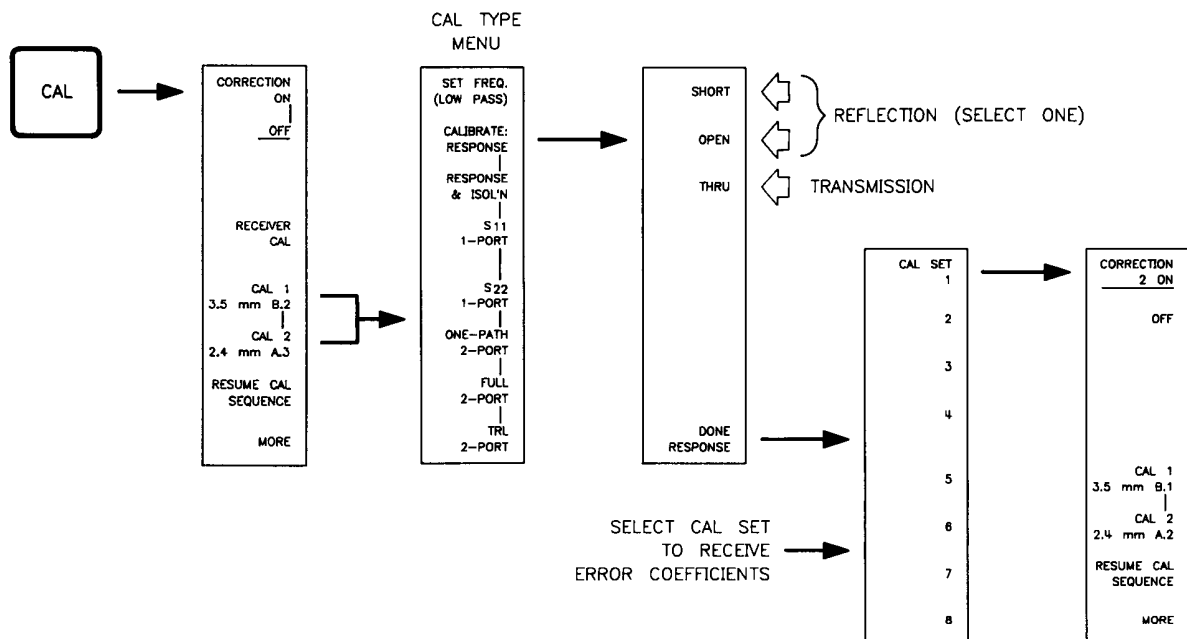 CAL
CORRECTION
ON
OFF
RECEIVER
CAL
CAL 1
3.5 mm B.2
CAL 2
2.4 mm A.3
RESUME CAL
SEQUENCE
MORE
CAL TYPE
MENU
SET FREQ.
(LOW PASS)
CALIBRATE:
RESPONSE
RESPONSE
& ISOL'N
S11
1-PORT
S22
1-PORT
ONE-PATH
2-PORT
FULL
2-PORT
TRL
2-PORT
SHORT
OPEN
THRU
DONE
RESPONSE
REFLECTION (SELECT ONE)
TRANSMISSION
SELECT CAL SET
TO RECEIVE
ERROR COEFFICIENTS
CAL SET
1
2
3
4
5
6
7
8
CORRECTION
2 ON
OFF
CAL 1
3.5 mm B.1
CAL 2
2.4 mm A.2
RESUME CAL
SEQUENCE
MORE